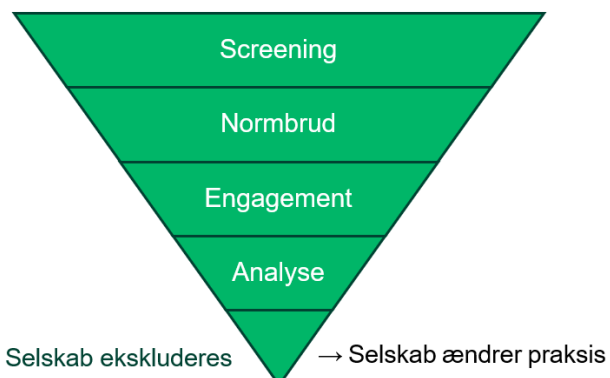 Screening
Normbrud
Engagement
Analyse
Selskab ekskluderes
→ Selskab ændrer praksis